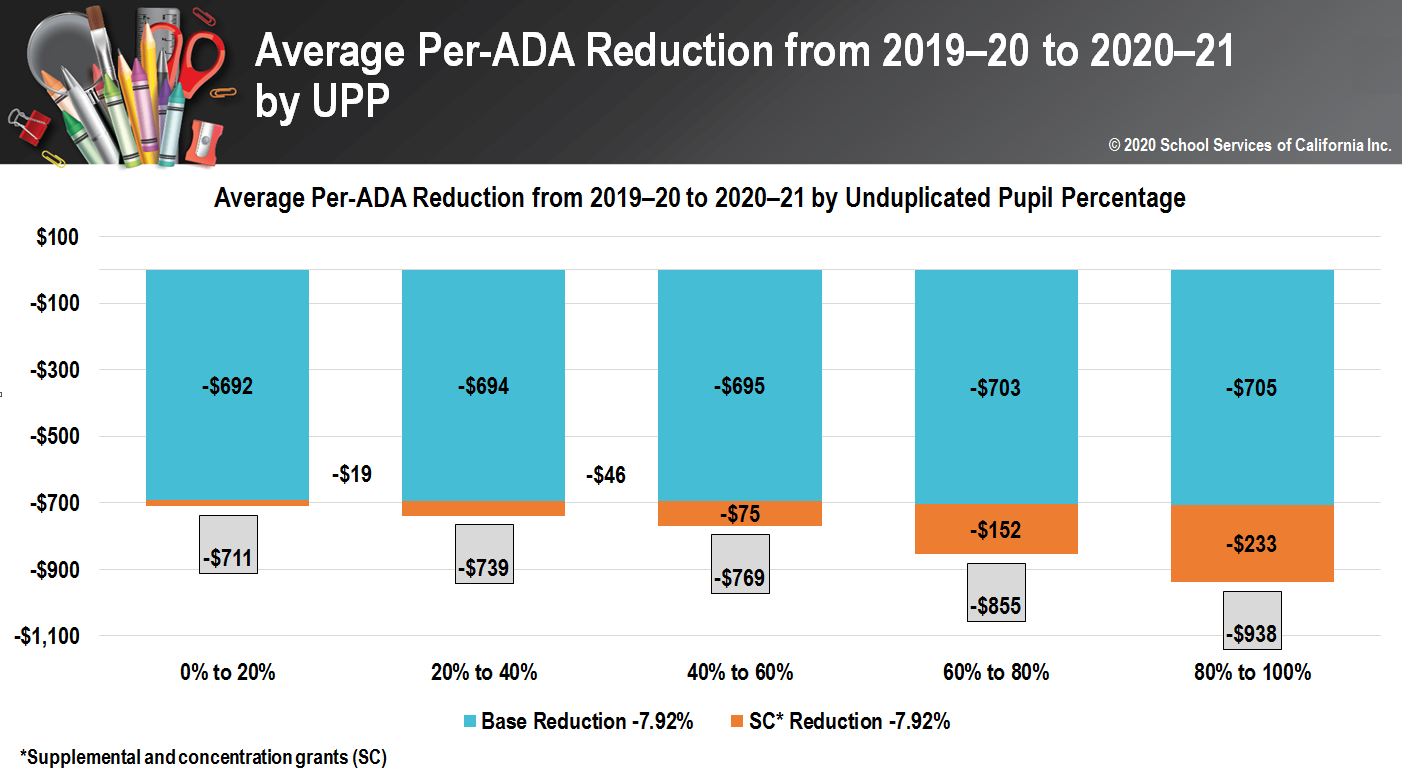 Average Per-ADA Reduction from 2019–20 to 2020–21
by UPP
© 2020 School Services of California Inc.
Average Per-ADA Reduction from 2019–20 to 2020–21 by Unduplicated Pupil Percentage
$100
-$100
-$300
-$500
-$700
-$900
-$1,100
-$692
-$694
-$695
-$703
-$705
-$19
-$46
-$75
-$152
-$233
-$711
-$739
-$769
-$855
-$938
0% to 20%
20% to 40%
40% to 60%
60% to 80%
80% to 100%
Base Reduction -7.92%
SC* Reduction -7.92%
*Supplemental and concentration grants (SC)